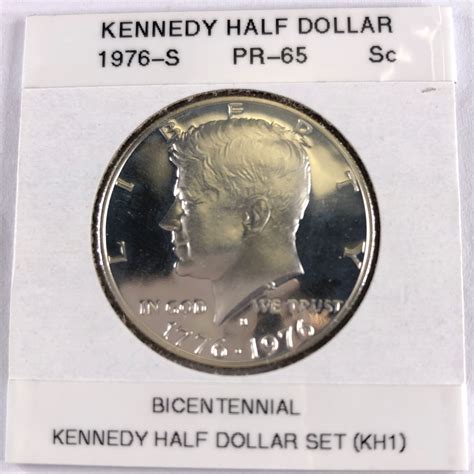 KENNEDY HALF DOLLAR
1976-S PR-65 Sc
LIBERTY
IN GOD WE TRUST
1776-1976
BICENTENNIAL
KENNEDY HALF DOLLAR SET (KH1)